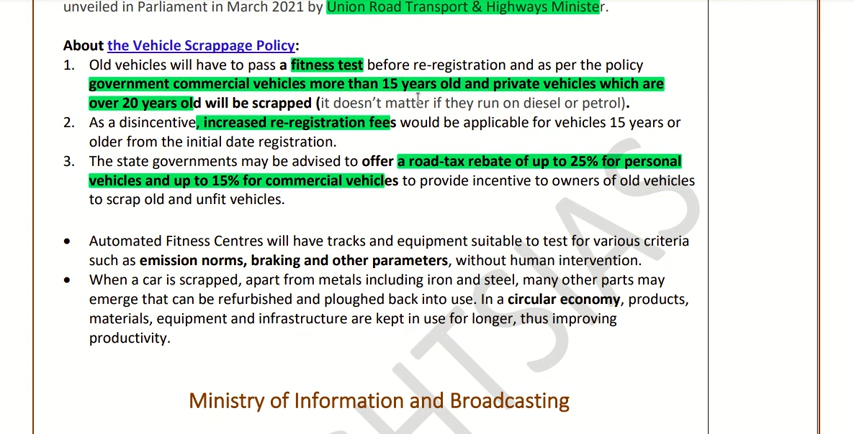 unveiled in Parliament in March 2021 by Union Road Transport & Highways Minister.
About the Vehicle Scrappage Policy:
1. Old vehicles will have to pass a fitness test before re-registration and as per the policy
government commercial vehicles more than 15 years old and private vehicles which are
over 20 years old will be scrapped (it doesn't matter if they run on diesel or petrol).
2. As a disincentive, increased re-registration fees would be applicable for vehicles 15 years or
older from the initial date registration.
3. The state governments may be advised to offer a road-tax rebate of up to 25% for personal
vehicles and up to 15% for commercial vehicles to provide incentive to owners of old vehicles
to scrap old and unfit vehicles.
• Automated Fitness Centres will have tracks and equipment suitable to test for various criteria
such as emission norms, braking and other parameters, without human intervention.
• When a car is scrapped, apart from metals including iron and steel, many other parts may
emerge that can be refurbished and ploughed back into use. In a circular economy, products,
materials, equipment and infrastructure are kept in use for longer, thus improving
productivity.
Ministry of Information and Broadcasting
HTSIAS